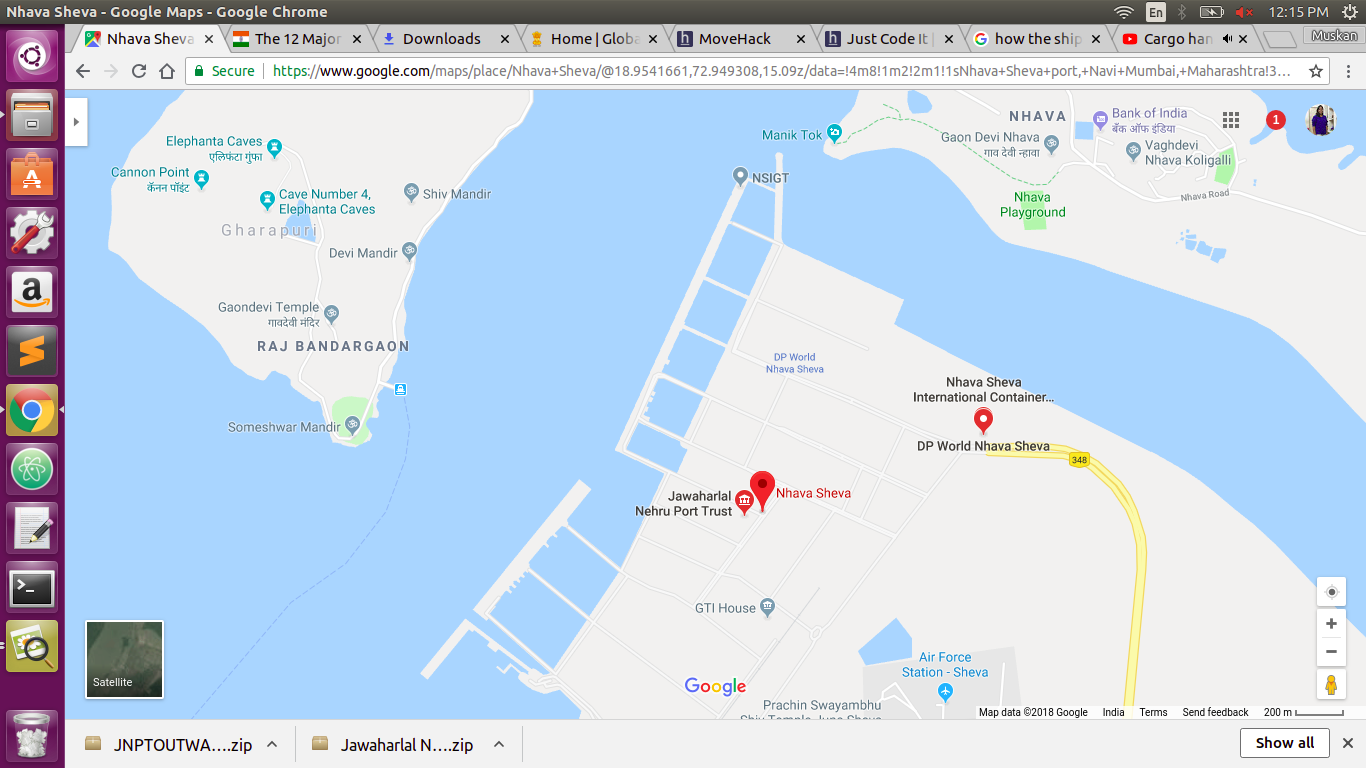 Nhava Sheva - Google Maps - Google Chrome
En
12:15 PM
Nhava Sheva
The 12 Major
Downloads
Home | Globa
MoveHack
Just Code It |
how the ship
Cargo han
Muskan
Secure
https://www.google.com/maps/place/Nhava+Sheva/@18.9541661,72.949308,15.09z/data=!4m8!1m2!2m1!1sNhava+Sheva+port,+Navi+Mumbai,+Maharashtra!3...
Elephanta Caves
एलिफंटा गुंफा
Cannon Point
कॅनन पॉइंट
Cave Number 4,
Elephanta Caves
Shiv Mandir
Gharapuri
Devi Mandir
Gaondevi Temple
गावदेवी मंदिर
RAJ BANDARGAON
Someshwar Mandir
Manik Tok
NSIGT
NHAVA
Bank of India
बँक ऑफ इंडिया
1
Gaon Devi Nhava
गाव देवी न्हावा
Vaghdevi
Nhava Koligalli
Nhava Road
Nhava
Playground
DP World
Nhava Sheva
Nhava Sheva
International Container...
DP World Nhava Sheva
348
Jawaharlal
Nehru Port Trust
Nhava Sheva
GTI House
Air Force
Station - Sheva
Prachin Swayambhu
Shiv Temple, June Sheva
Satellite
Google
Map data ©2018 Google
India
Terms
Send feedback
200 m
JNPTOUTWA....zip
Jawaharlal N....zip
Show all